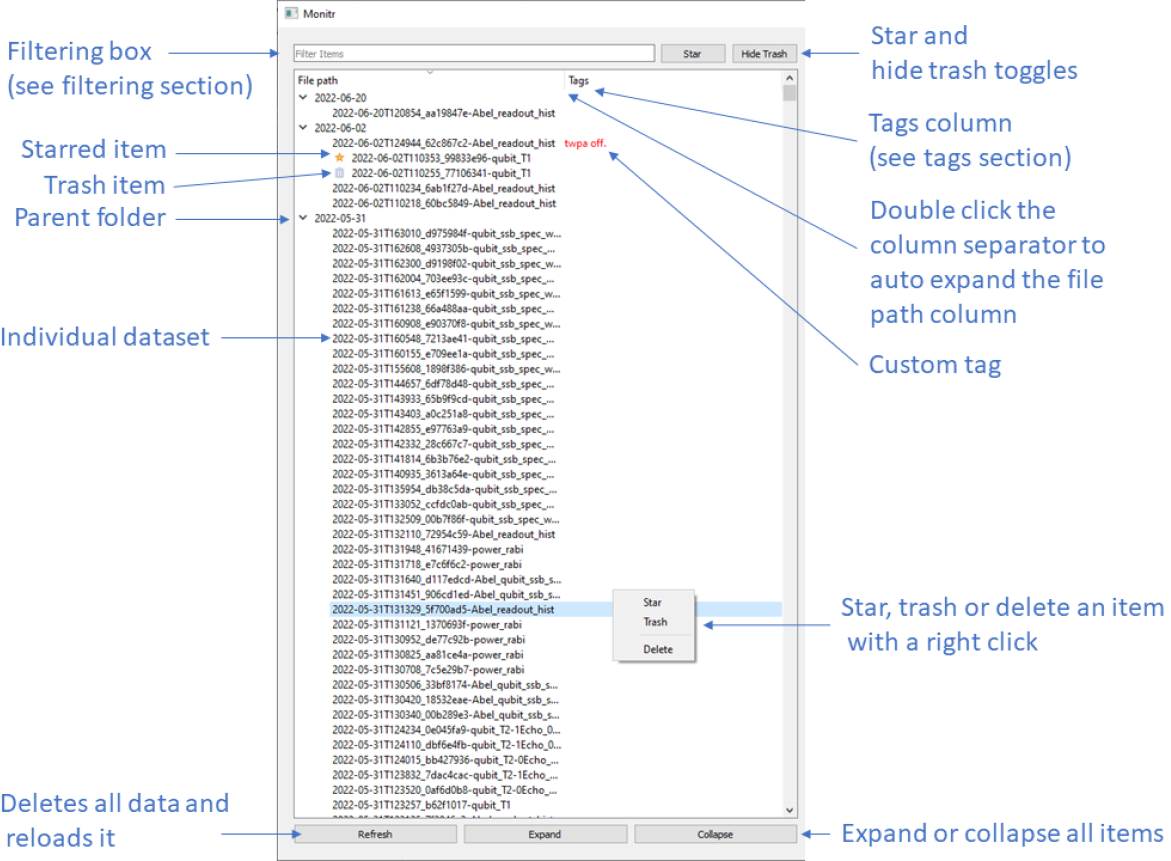 Monitr
Filtering box
(see filtering section)
Filter Items
Star
Hide Trash
Star and
hide trash toggles
File path
Tags
2022-06-20
2022-06-20T120854_aa19847e-Abel_readout_hist
2022-06-02
2022-06-02T124944_62c867c2-Abel_readout_hist twpa off.
2022-06-02T110353_99833e96-qubit_T1
2022-06-02T110255_77106341-qubit_T1
2022-06-02T110234_6ab1f27d-Abel_readout_hist
2022-06-02T110218_60bc5849-Abel_readout_hist
2022-05-31
2022-05-31T163010_d975984f-qubit_ssb_spec_w...
2022-05-31T162608_4937305b-qubit_ssb_spec_...
2022-05-31T162300_d9198f02-qubit_ssb_spec_w...
2022-05-31T162004_703ee93c-qubit_ssb_spec_...
2022-05-31T161613_e65f1599-qubit_ssb_spec_w...
2022-05-31T161238_66a488aa-qubit_ssb_spec_...
2022-05-31T160908_e90370f8-qubit_ssb_spec_w...
2022-05-31T160548_7213ae41-qubit_ssb_spec_...
2022-05-31T160155_e709ee1a-qubit_ssb_spec_...
2022-05-31T155608_1898f386-qubit_ssb_spec_w...
2022-05-31T144657_6df78d48-qubit_ssb_spec_...
2022-05-31T143933_65b9f9cd-qubit_ssb_spec_...
2022-05-31T143403_a0c251a8-qubit_ssb_spec_...
2022-05-31T142855_e97763a9-qubit_ssb_spec_...
2022-05-31T142332_28c667c7-qubit_ssb_spec_...
2022-05-31T141814_6b3b76e2-qubit_ssb_spec_...
2022-05-31T140935_3613a64e-qubit_ssb_spec_...
2022-05-31T135954_db38c5da-qubit_ssb_spec_...
2022-05-31T133052_ccfdc0ab-qubit_ssb_spec_...
2022-05-31T132509_00b7f86f-qubit_ssb_spec_w...
2022-05-31T132110_72954c59-Abel_readout_hist
2022-05-31T131948_41671439-power_rabi
2022-05-31T131718_e7c6f6c2-power_rabi
2022-05-31T131640_d117edcd-Abel_qubit_ssb_s...
2022-05-31T131451_906cd1ed-Abel_qubit_ssb_s...
2022-05-31T131329_5f700ad5-Abel_readout_hist
2022-05-31T131121_1370693f-power_rabi
2022-05-31T130952_de77c92b-power_rabi
2022-05-31T130825_aa81ce4a-power_rabi
2022-05-31T130708_7c5e29b7-power_rabi
2022-05-31T130506_33bf8174-Abel_qubit_ssb_s...
2022-05-31T130420_18532eae-Abel_qubit_ssb_s...
2022-05-31T130340_00b289e3-Abel_qubit_ssb_s...
2022-05-31T124234_0e045fa9-qubit_T2-1Echo_0...
2022-05-31T124110_dbf6e4fb-qubit_T2-1Echo_0...
2022-05-31T124015_bb427936-qubit_T2-0Echo_...
2022-05-31T123832_7dac4cac-qubit_T2-1Echo_...
2022-05-31T123520_0af6d0b8-qubit_T2-0Echo_...
2022-05-31T123257_b62f1017-qubit_T1
Starred item
Trash item
Parent folder
Individual dataset
Tags column
(see tags section)
Double click the
column separator to
auto expand the file
path column
Custom tag
Star
Trash
Delete
Star, trash or delete an item
with a right click
Deletes all data and
reloads it
Refresh
Expand
Collapse
Expand or collapse all items